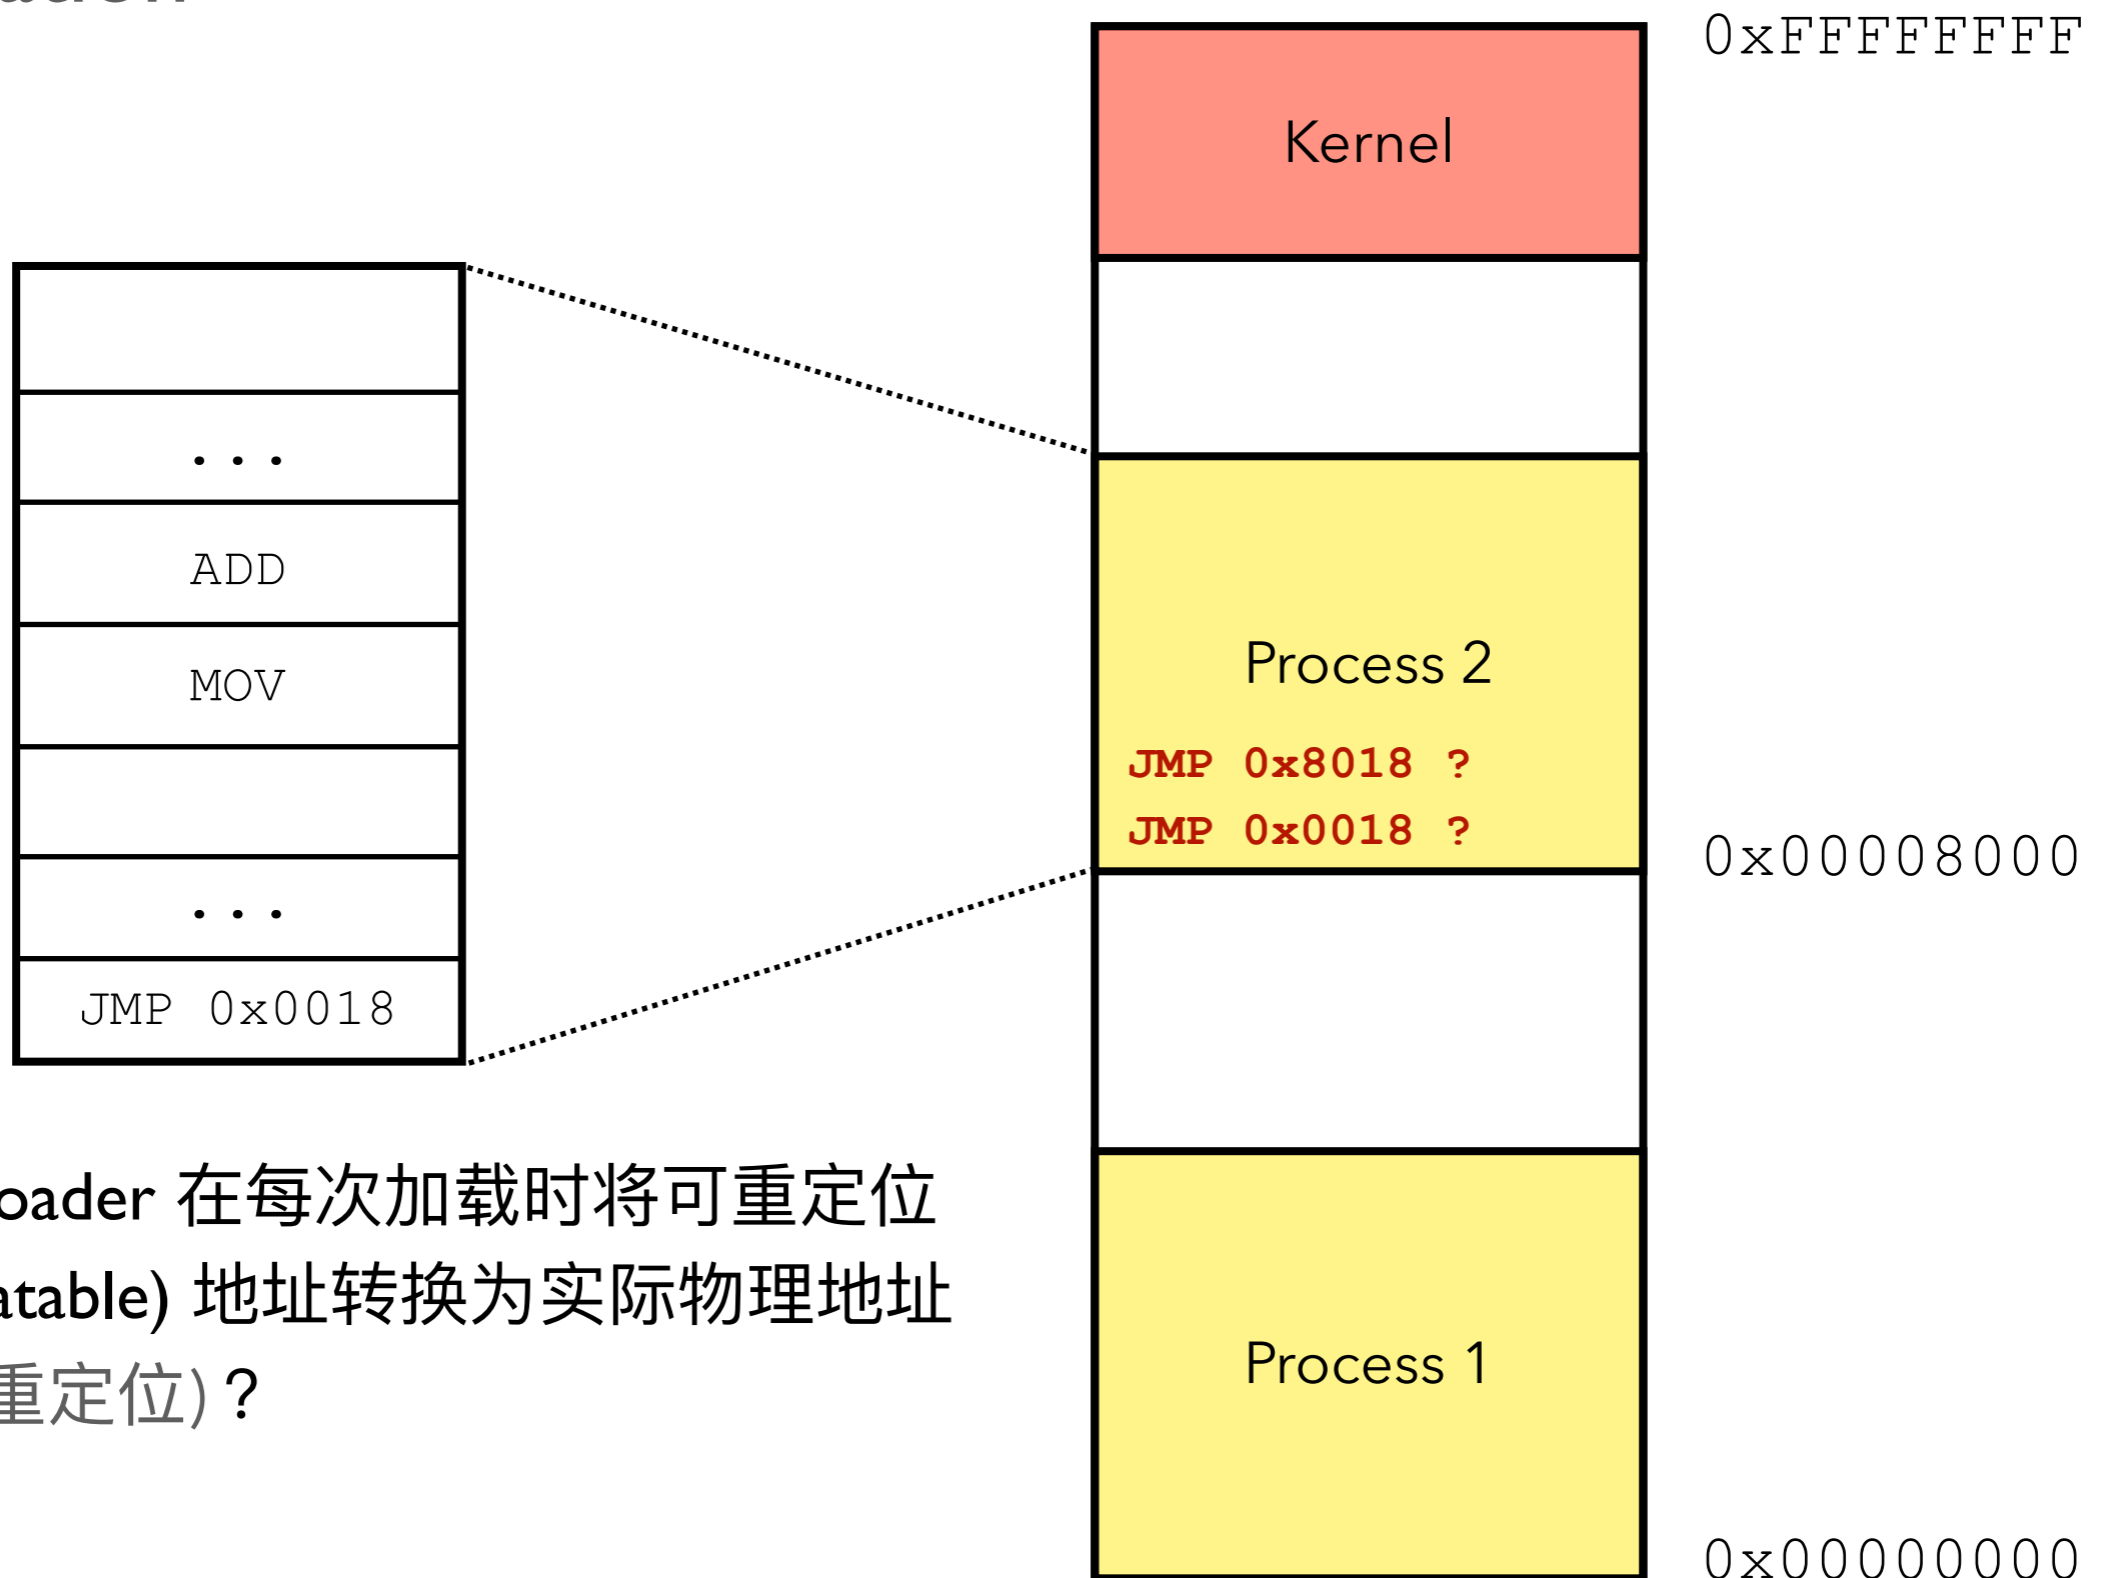 0xFFFFFFFF
Kernel
...
ADD
MOV
Process 2
JMP 0x8018 ?
JMP 0x0018 ?
0x00008000
...
JMP 0x0018
oader 在每次加载时将可重定位
atable) 地址转换为实际物理地址
重定位)?
Process 1
0x00000000